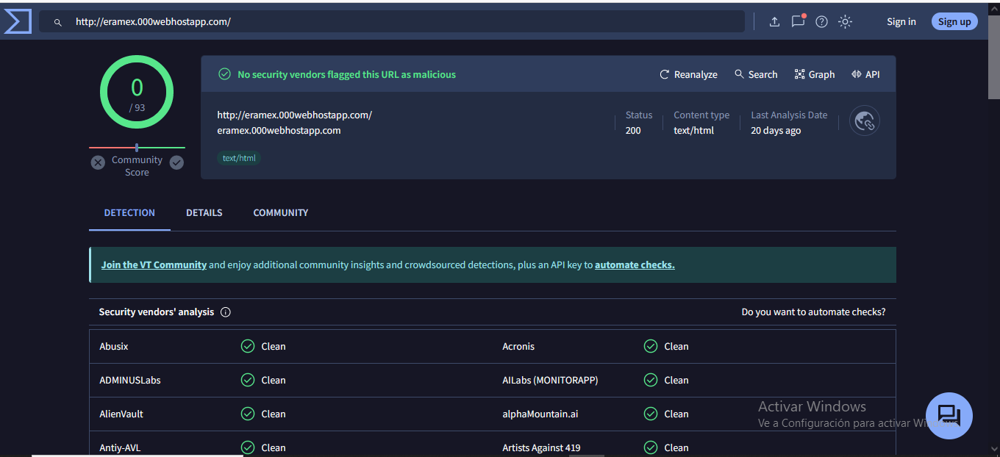 http://eramex.000webhostapp.com/
Sign in
Sign up
0
/ 93
Community
Score
No security vendors flagged this URL as malicious
Reanalyze
Search
Graph
API
http://eramex.000webhostapp.com/
eramex.000webhostapp.com
text/html
Status
200
Content type
text/html
Last Analysis Date
20 days ago
DETECTION
DETAILS
COMMUNITY
Join the VT Community and enjoy additional community insights and crowdsourced detections, plus an API key to automate checks.
Security vendors' analysis
Do you want to automate checks?
Abusix
Clean
Acronis
Clean
ADMINUSLabs
Clean
AILabs (MONITORAPP)
Clean
AlienVault
Clean
alphaMountain.ai
Clean
Antiy-AVL
Clean
Artists Against 419
Clean
Activar Windows
Ve a Configuración para activar